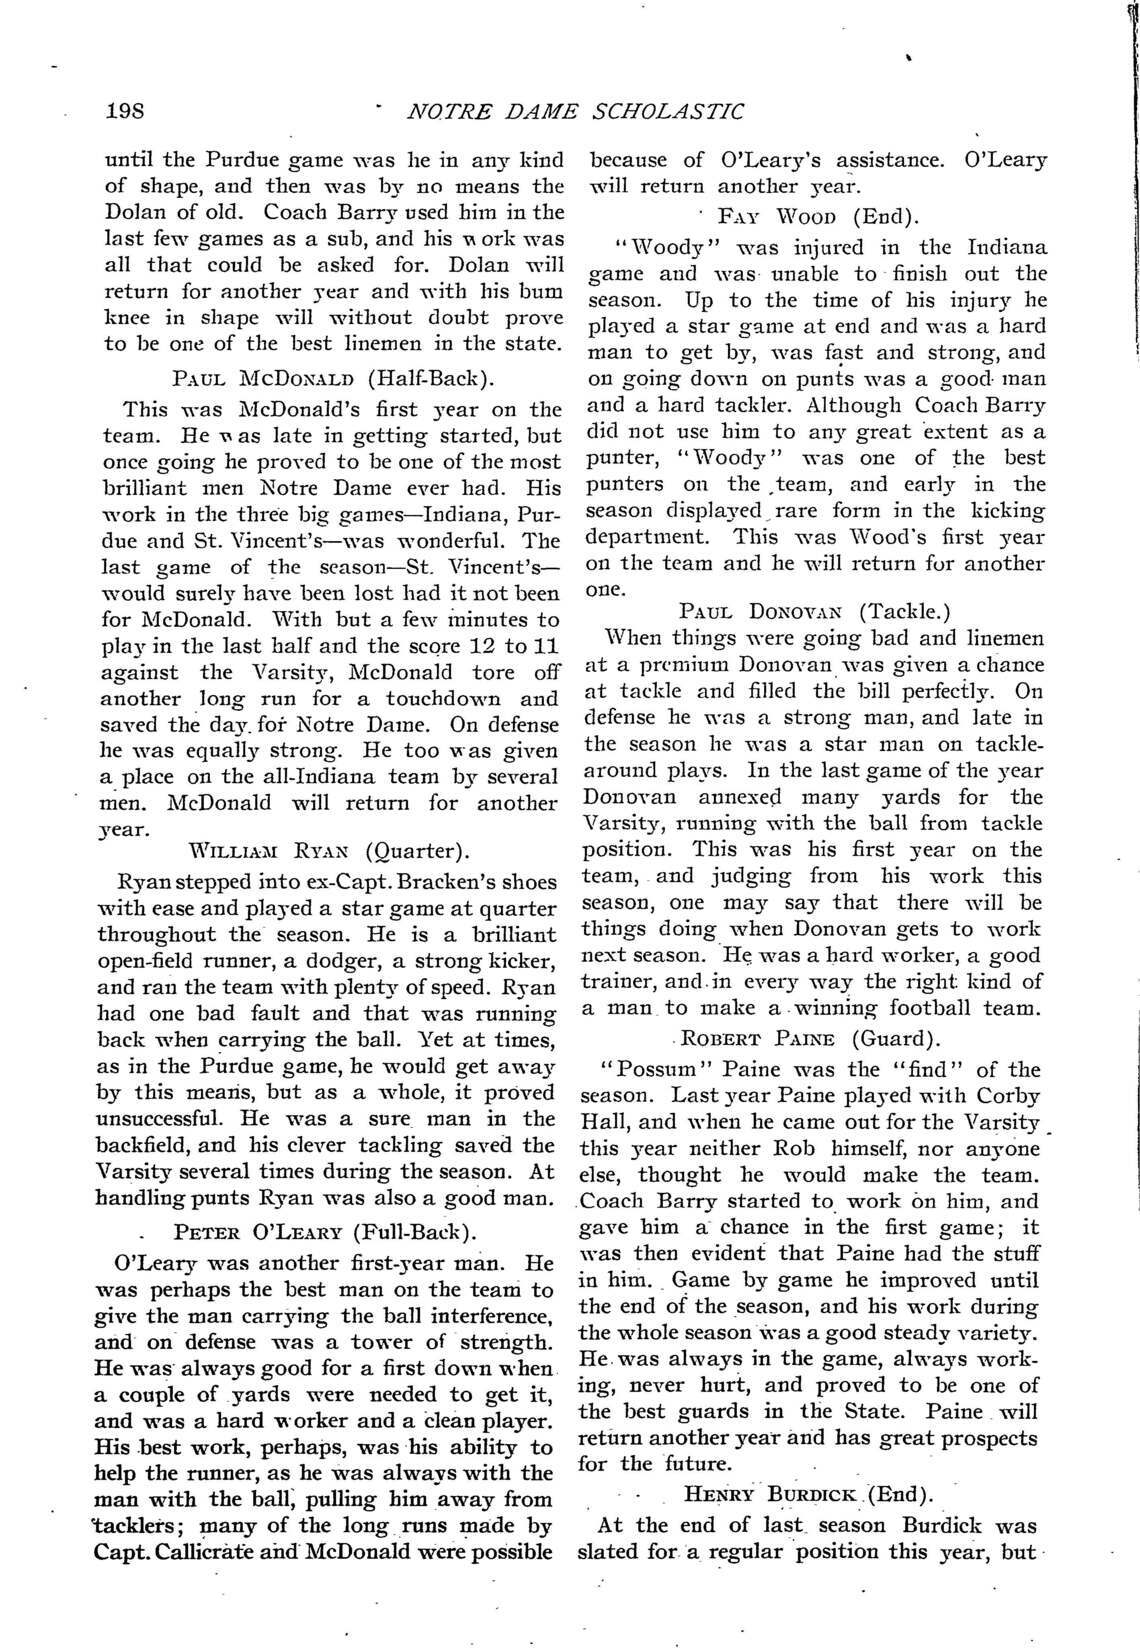 198
NOTRE DAME SCHOLASTIC
until the Purdue game was he in any kind
of shape, and then was by no means the
Dolan of old. Coach Barry used him in the
last few games as a sub, and his work was
all that could be asked for. Dolan will
return for another year and with his bum
knee in shape will without doubt prove
to be one of the best linemen in the state.
PAUL MCDONALD (Half-Back).
This was McDonald's first year on the
team. He was late in getting started, but
once going he proved to be one of the most
brilliant men Notre Dame ever had. His
work in the three big games—Indiana, Pur-
due and St. Vincent's—was wonderful. The
last game of the season—St. Vincent's—
would surely have been lost had it not been
for McDonald. With but a few minutes to
play in the last half and the score 12 to 11
against the Varsity, McDonald tore off
another long run for a touchdown and
saved the day for Notre Dame. On defense
he was equally strong. He too was given
a place on the all-Indiana team by several
men. McDonald will return for another
year.
WILLIAM RYAN (Quarter).
Ryan stepped into ex-Capt. Bracken's shoes
with ease and played a star game at quarter
throughout the season. He is a brilliant
open-field runner, a dodger, a strong kicker,
and ran the team with plenty of speed. Ryan
had one bad fault and that was running
back when carrying the ball. Yet at times,
as in the Purdue game, he would get away
by this means, but as a whole, it proved
unsuccessful. He was a sure man in the
backfield, and his clever tackling saved the
Varsity several times during the season. At
handling punts Ryan was also a good man.
PETER O'LEARY (Full-Back).
O'Leary was another first-year man. He
was perhaps the best man on the team to
give the man carrying the ball interference,
and on defense was a tower of strength.
He was always good for a first down when
a couple of yards were needed to get it,
and was a hard worker and a clean player.
His best work, perhaps, was his ability to
help the runner, as he was always with the
man with the ball, pulling him away from
tacklers; many of the long runs made by
Capt. Callicrate and McDonald were possible
because of O'Leary's assistance. O'Leary
will return another year.
FAY WOOD (End).
"Woody" was injured in the Indiana
game and was unable to finish out the
season. Up to the time of his injury he
played a star game at end and was a hard
man to get by, was fast and strong, and
on going down on punts was a good man
and a hard tackler. Although Coach Barry
did not use him to any great extent as a
punter, "Woody" was one of the best
punters on the team, and early in the
season displayed rare form in the kicking
department. This was Wood's first year
on the team and he will return for another
one.
PAUL DONOVAN (Tackle.)
When things were going bad and linemen
at a premium Donovan was given a chance
at tackle and filled the bill perfectly. On
defense he was a strong man, and late in
the season he was a star man on tackle-
around plays. In the last game of the year
Donovan annexed many yards for the
Varsity, running with the ball from tackle
position. This was his first year on the
team, and judging from his work this
season, one may say that there will be
things doing when Donovan gets to work
next season. He was a hard worker, a good
trainer, and in every way the right kind of
a man to make a winning football team.
ROBERT PAINE (Guard).
"Possum" Paine was the "find" of the
season. Last year Paine played with Corby
Hall, and when he came out for the Varsity
this year neither Rob himself, nor anyone
else, thought he would make the team.
Coach Barry started to work on him, and
gave him a chance in the first game; it
was then evident that Paine had the stuff
in him. Game by game he improved until
the end of the season, and his work during
the whole season was a good steady variety.
He was always in the game, always work-
ing, never hurt, and proved to be one of
the best guards in the State. Paine will
return another year and has great prospects
for the future.
HENRY BURDICK (End).
At the end of last season Burdick was
slated for a regular position this year, but